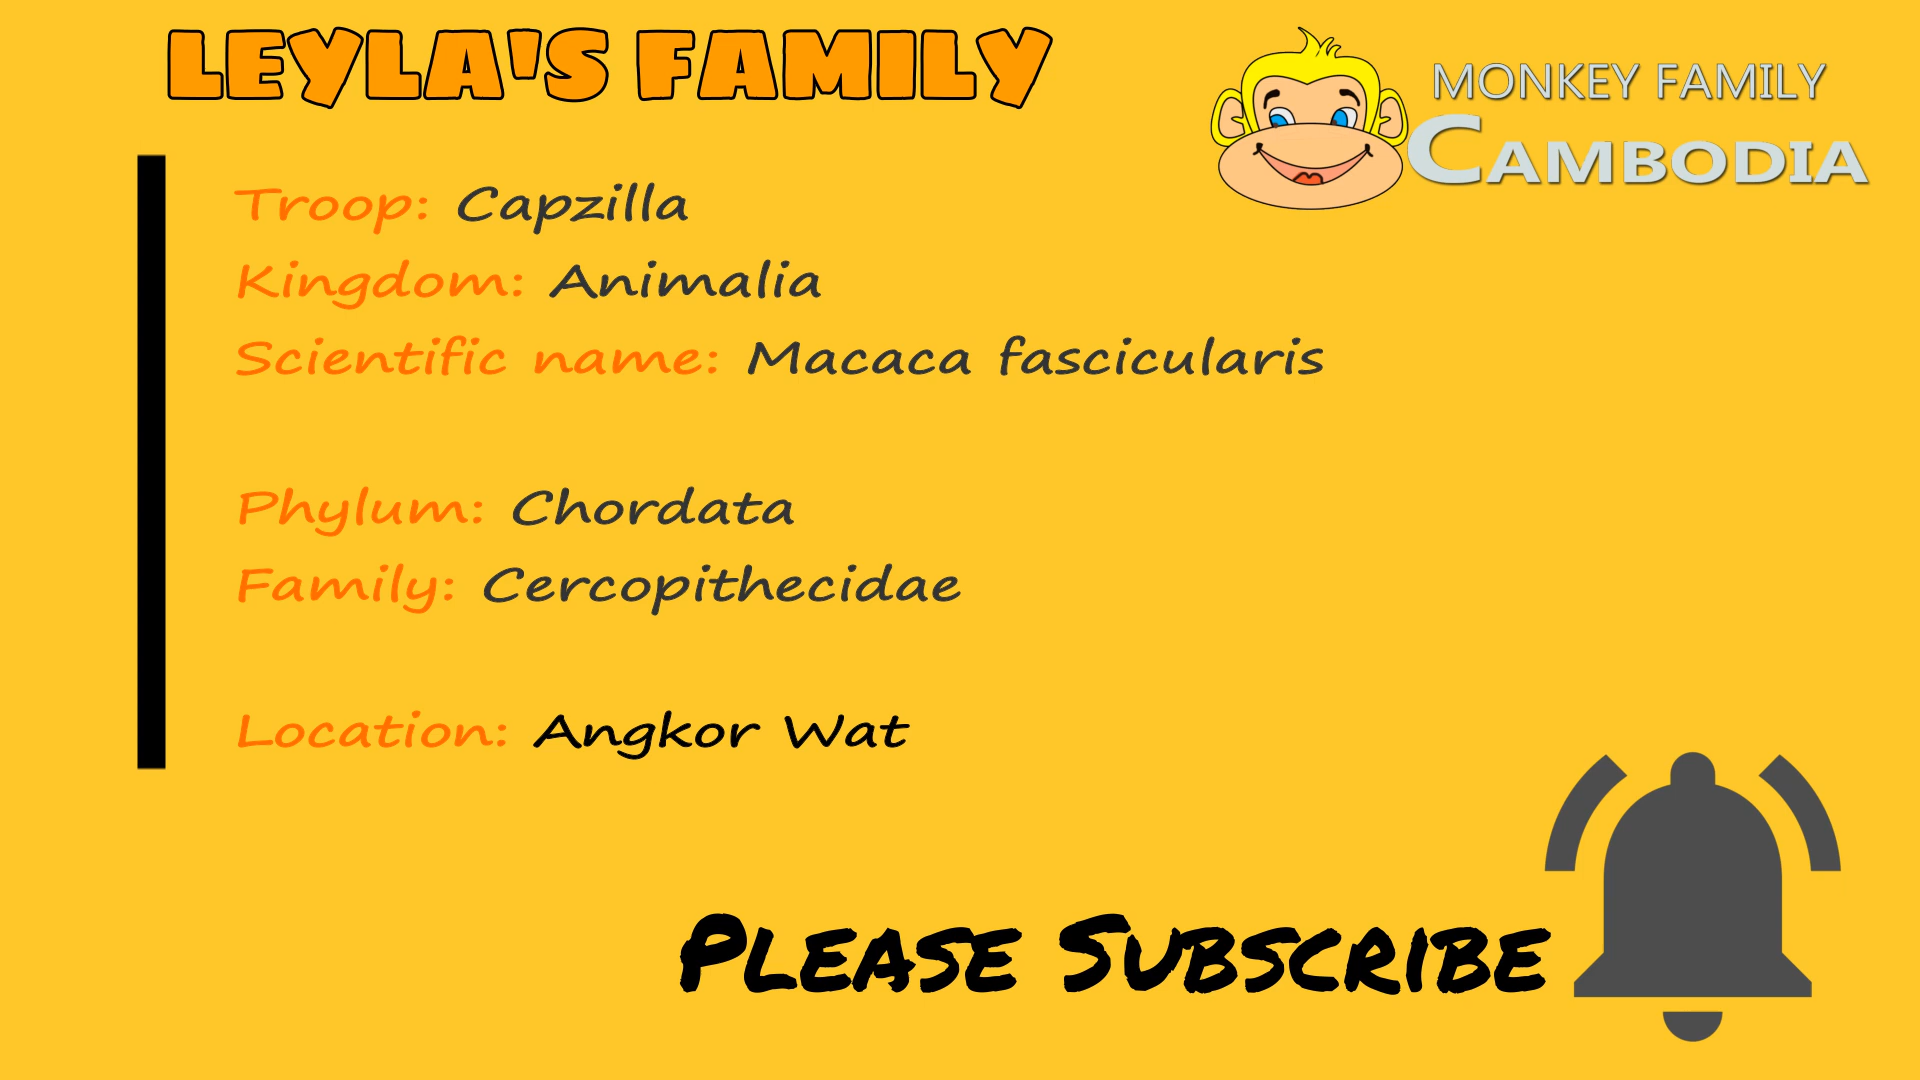 LEYLA'S FAMILY
MONKEY FAMILY
CAMBODIA
Troop: Capzilla
Kingdom: Animalia
Scientific name: Macaca fascicularis
Phylum: Chordata
Family: Cercopithecidae
Location: Angkor Wat
PLEASE SUBSCRIBE